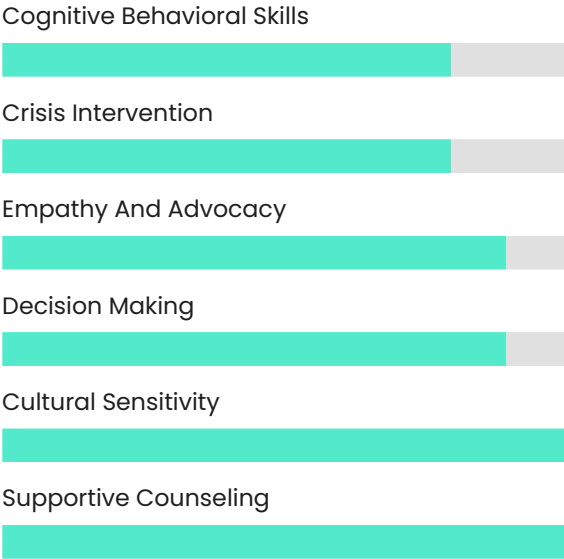 Cognitive Behavioral Skills
Crisis Intervention
Empathy And Advocacy
Decision Making
Cultural Sensitivity
Supportive Counseling